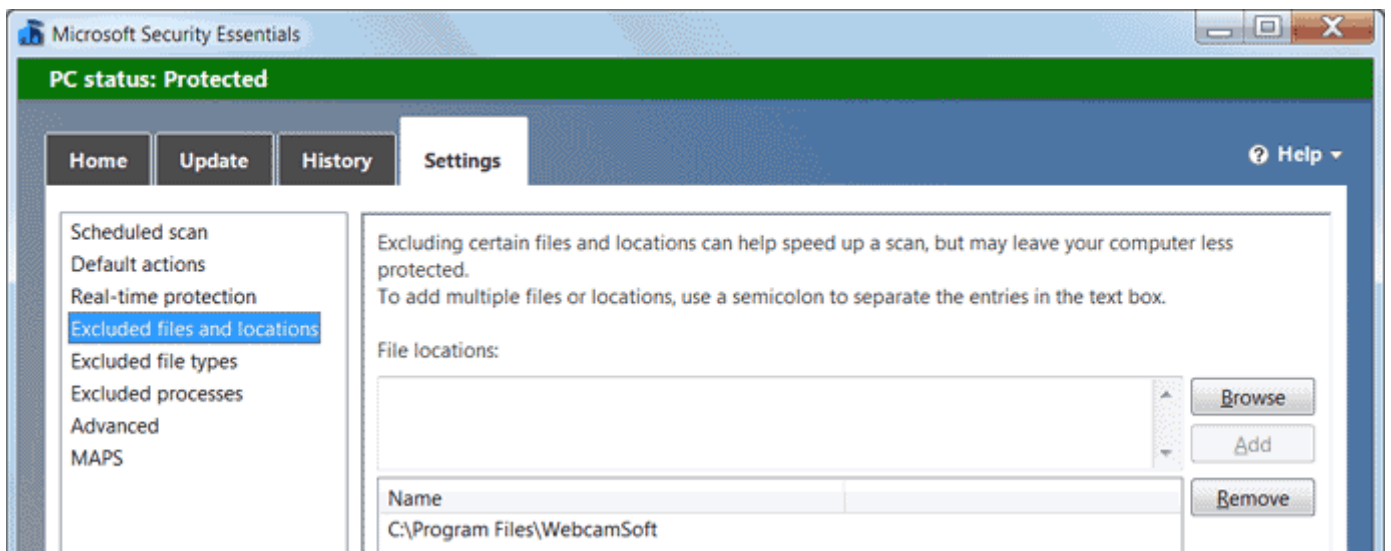 Microsoft Security Essentials
PC status: Protected
Home
Update
History
Settings
Help
Scheduled scan
Default actions
Real-time protection
Excluded files and locations
Excluded file types
Excluded processes
Advanced
MAPS
Excluding certain files and locations can help speed up a scan, but may leave your computer less
protected.
To add multiple files or locations, use a semicolon to separate the entries in the text box.
File locations:
Browse
Add
Name
Remove
C:\Program Files\WebcamSoft